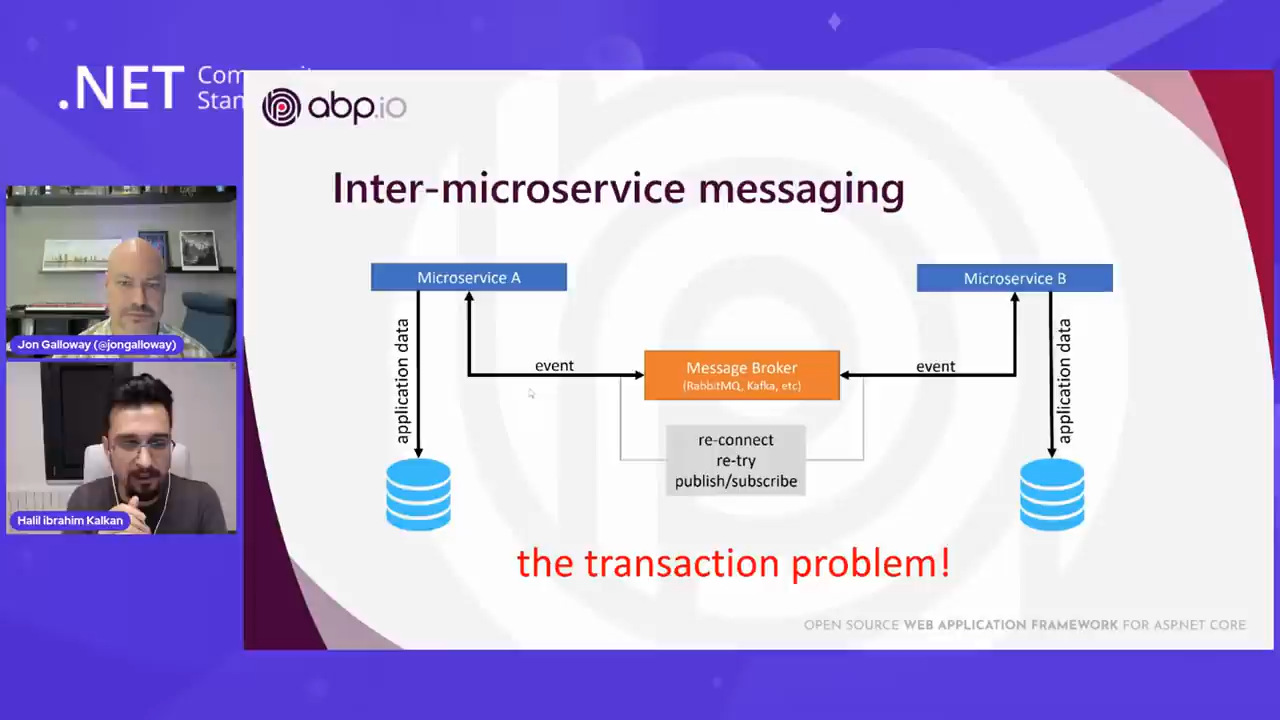 .NET
abp.io
Inter-microservice messaging
Microservice A
Microservice B
application data
event
Message Broker
(RabbitMQ, Kafka, etc)
event
application data
re-connect
re-try
publish/subscribe
the transaction problem!
OPEN SOURCE WEB APPLICATION FRAMEWORK FOR ASP.NET CORE
Jon Galloway (@jongalloway)
Halil ibrahim Kalkan